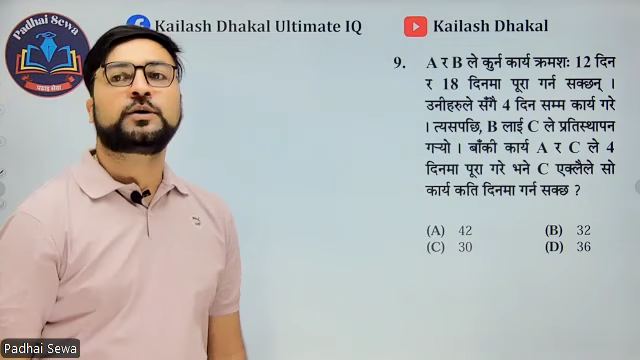 Padhai Sewa
पढाइ सेवा
Kailash Dhakal Ultimate IQ
Kailash Dhakal
9. A र B ले कुनै कार्य क्रमशः 12 दिन
र 18 दिनमा पूरा गर्न सक्छन् ।
उनीहरुले सँगै 4 दिन सम्म कार्य गरे
। त्यसपछि, B लाई C ले प्रतिस्थापन
गऱ्यो । बाँकी कार्य A र C ले 4
दिनमा पूरा गरे भने C एक्लैले सो
कार्य कति दिनमा गर्न सक्छ ?
(A) 42 (B) 32
(C) 30 (D) 36
Padhai Sewa